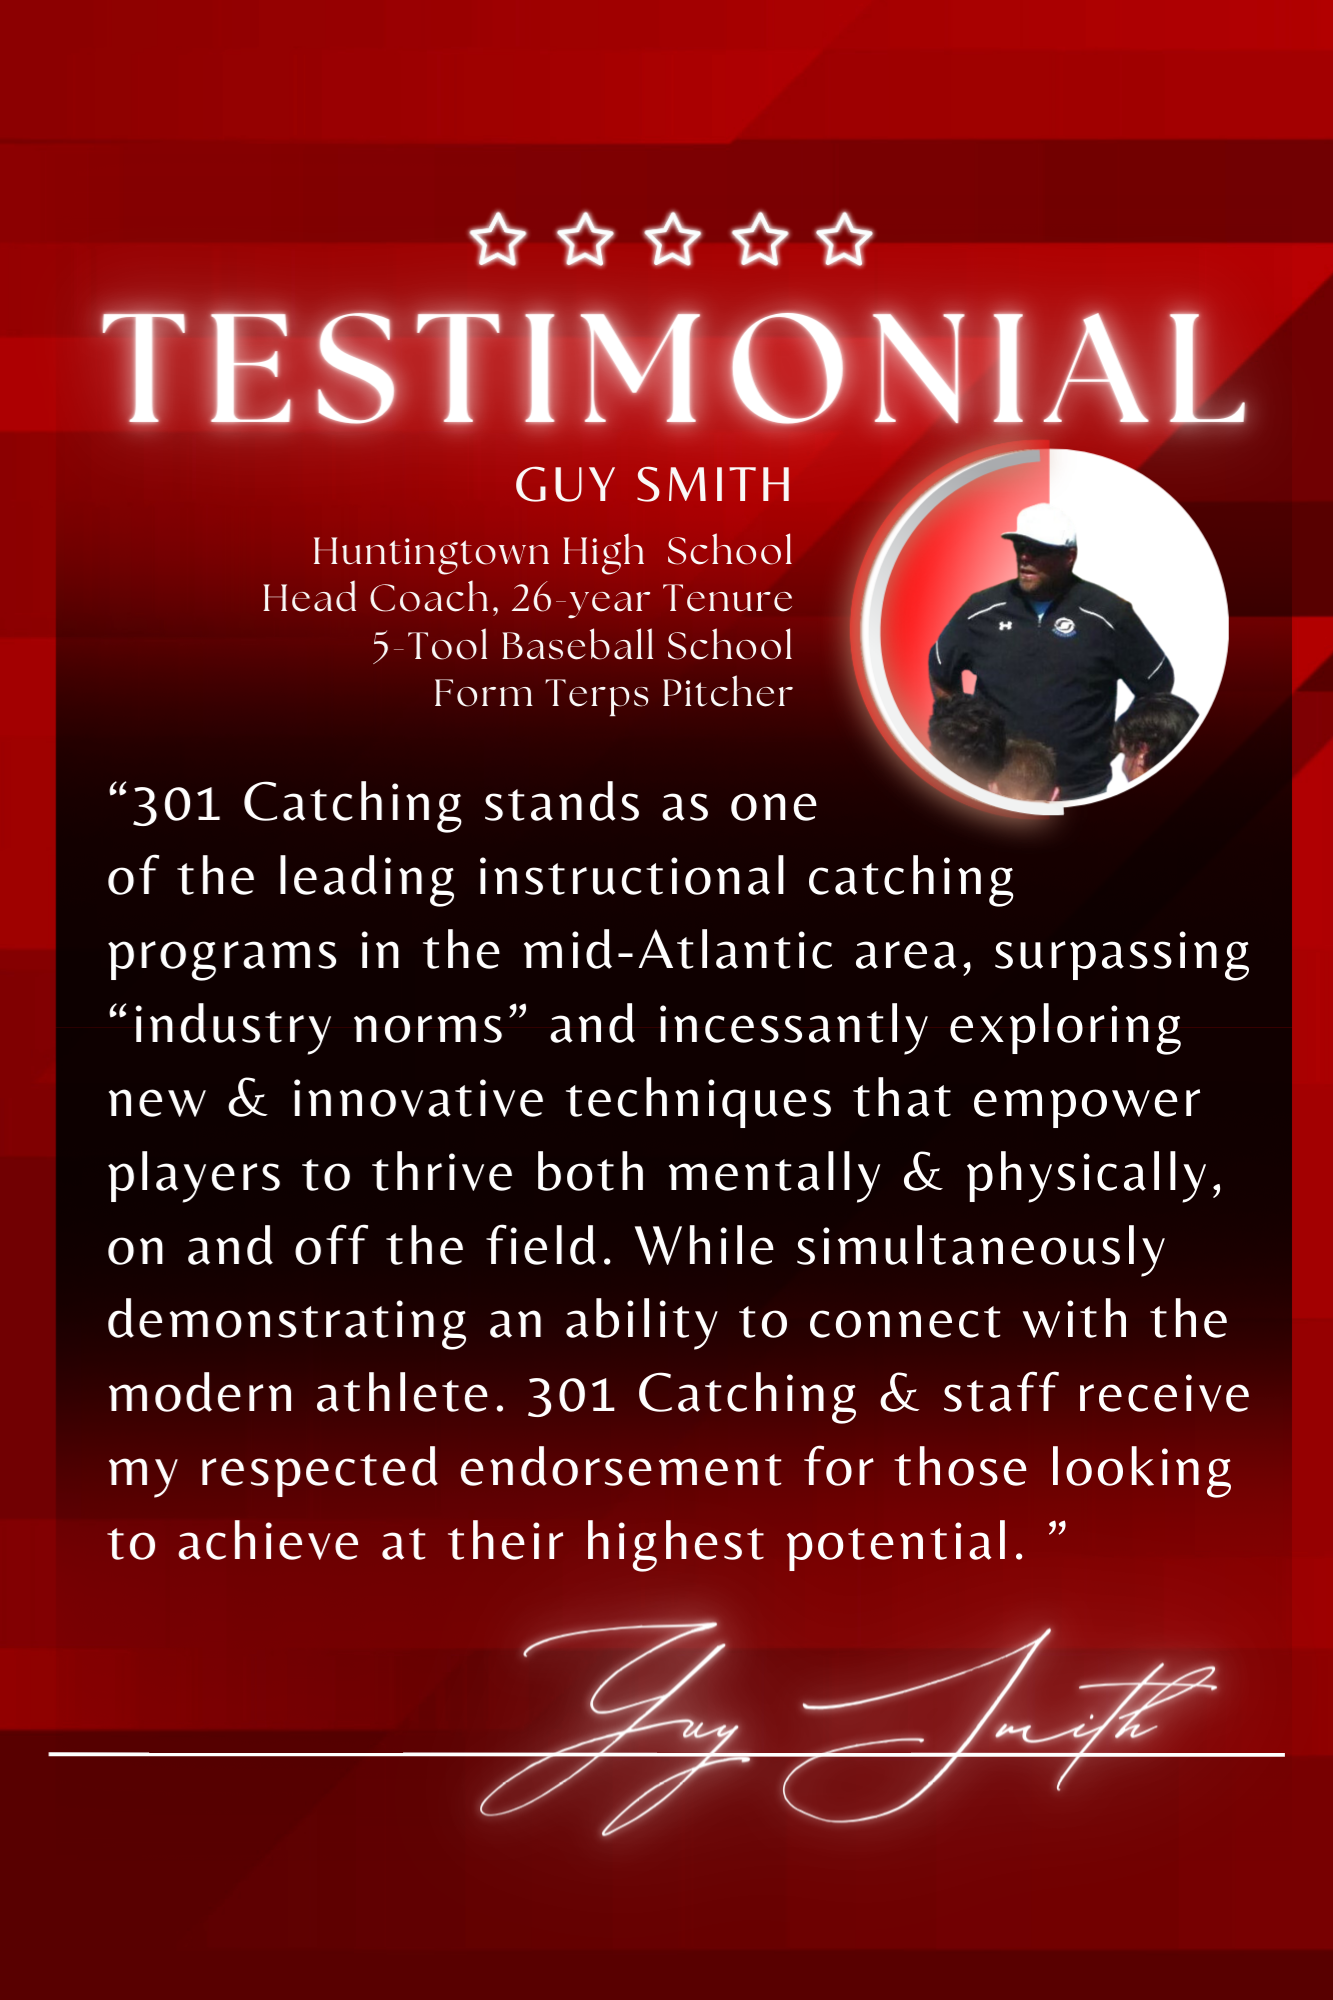 TESTIMONIAL
GUY SMITH
Huntingtown High School
Head Coach, 26-year Tenure
5-Tool Baseball School
Form Terps Pitcher
“301 Catching stands as one
of the leading instructional catching
programs in the mid-Atlantic area, surpassing
“industry norms” and incessantly exploring
new & innovative techniques that empower
players to thrive both mentally & physically,
on and off the field. While simultaneously
demonstrating an ability to connect with the
modern athlete. 301 Catching & staff receive
my respected endorsement for those looking
to achieve at their highest potential. ”
Guy Smith